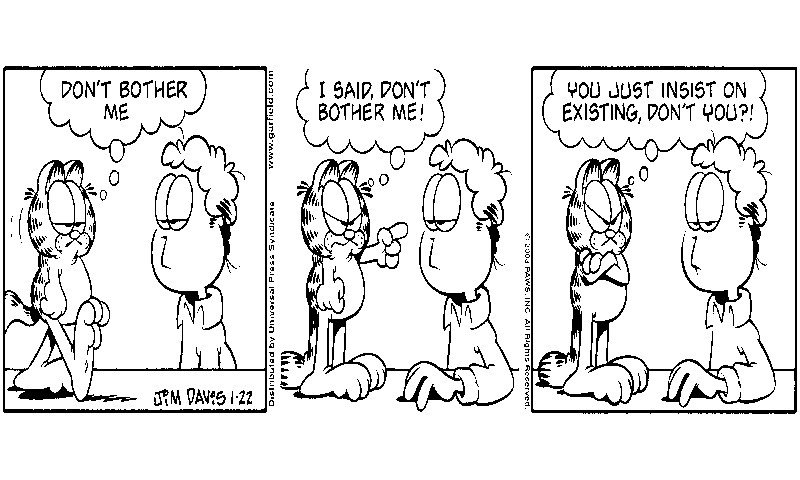 DON'T BOTHER
ME
www.garfield.com
Distributed by Universal Press Syndicate
JIM DAVIS 1·22
I SAID, DON'T
BOTHER ME!
© 2004 PAWS, INC. All Rights Reserved.
YOU JUST INSIST ON
EXISTING, DON'T YOU?!